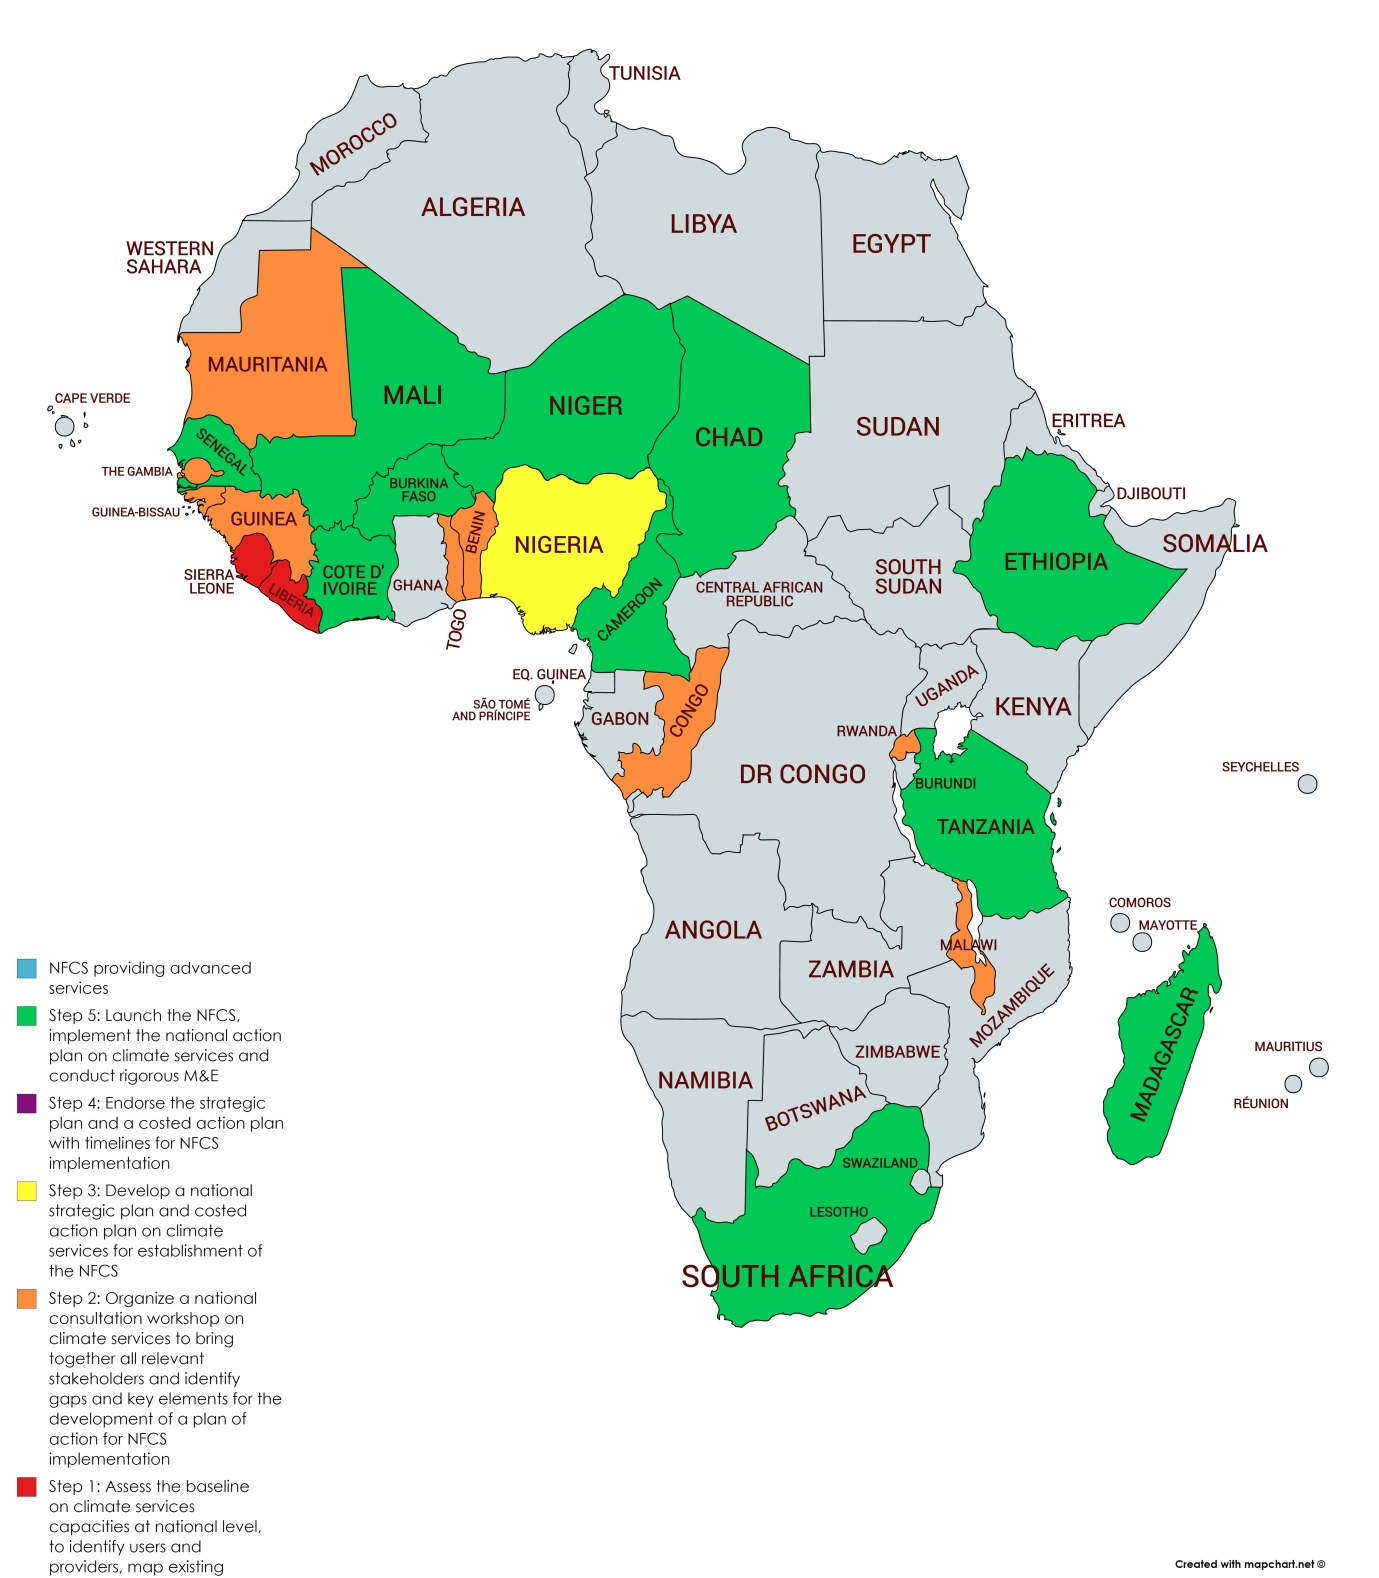 TUNISIA
MOROCCO
ALGERIA
LIBYA
EGYPT
WESTERN
SAHARA
MAURITANIA
MALI
NIGER
CHAD
SUDAN
ERITREA
CAPE VERDE
SENEGAL
THE GAMBIA
GUINEA-BISSAU
GUINEA
BURKINA
FASO
BENIN
NIGERIA
DJIBOUTI
SOMALIA
ETHIOPIA
SOUTH
SUDAN
SIERRA
LEONE
LIBERIA
COTE D'
IVOIRE
GHANA
TOGO
CAMEROON
CENTRAL AFRICAN
REPUBLIC
EQ. GUINEA
SÃO TOMÉ
AND PRÍNCIPE
GABON
CONGO
UGANDA
KENYA
RWANDA
DR CONGO
BURUNDI
SEYCHELLES
TANZANIA
COMOROS
MAYOTTE
ANGOLA
MALAWI
ZAMBIA
MOZAMBIQUE
MADAGASCAR
ZIMBABWE
MAURITIUS
RÉUNION
NAMIBIA
BOTSWANA
SWAZILAND
LESOTHO
SOUTH AFRICA
NFCS providing advanced
services
Step 5: Launch the NFCS,
implement the national action
plan on climate services and
conduct rigorous M&E
Step 4: Endorse the strategic
plan and a costed action plan
with timelines for NFCS
implementation
Step 3: Develop a national
strategic plan and costed
action plan on climate
services for establishment of
the NFCS
Step 2: Organize a national
consultation workshop on
climate services to bring
together all relevant
stakeholders and identify
gaps and key elements for the
development of a plan of
action for NFCS
implementation
Step 1: Assess the baseline
on climate services
capacities at national level,
to identify users and
providers, map existing
Created with mapchart.net ©